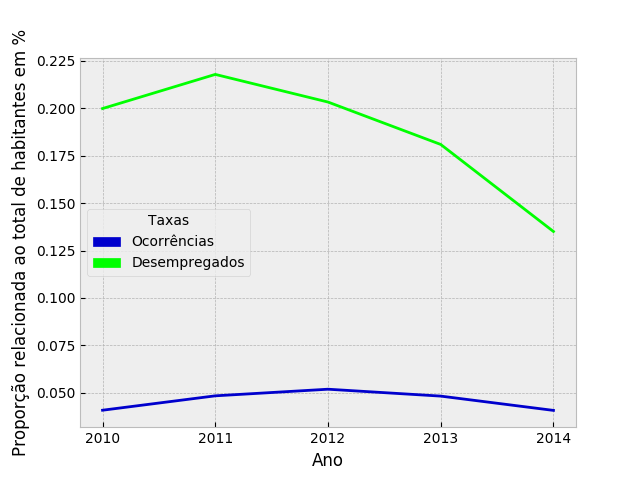 Proporção relacionada ao total de habitantes em %
0.225
0.200
0.175
0.150
0.125
0.100
0.075
0.050
Taxas
Ocorrências
Desempregados
2010 2011 2012 2013 2014
Ano